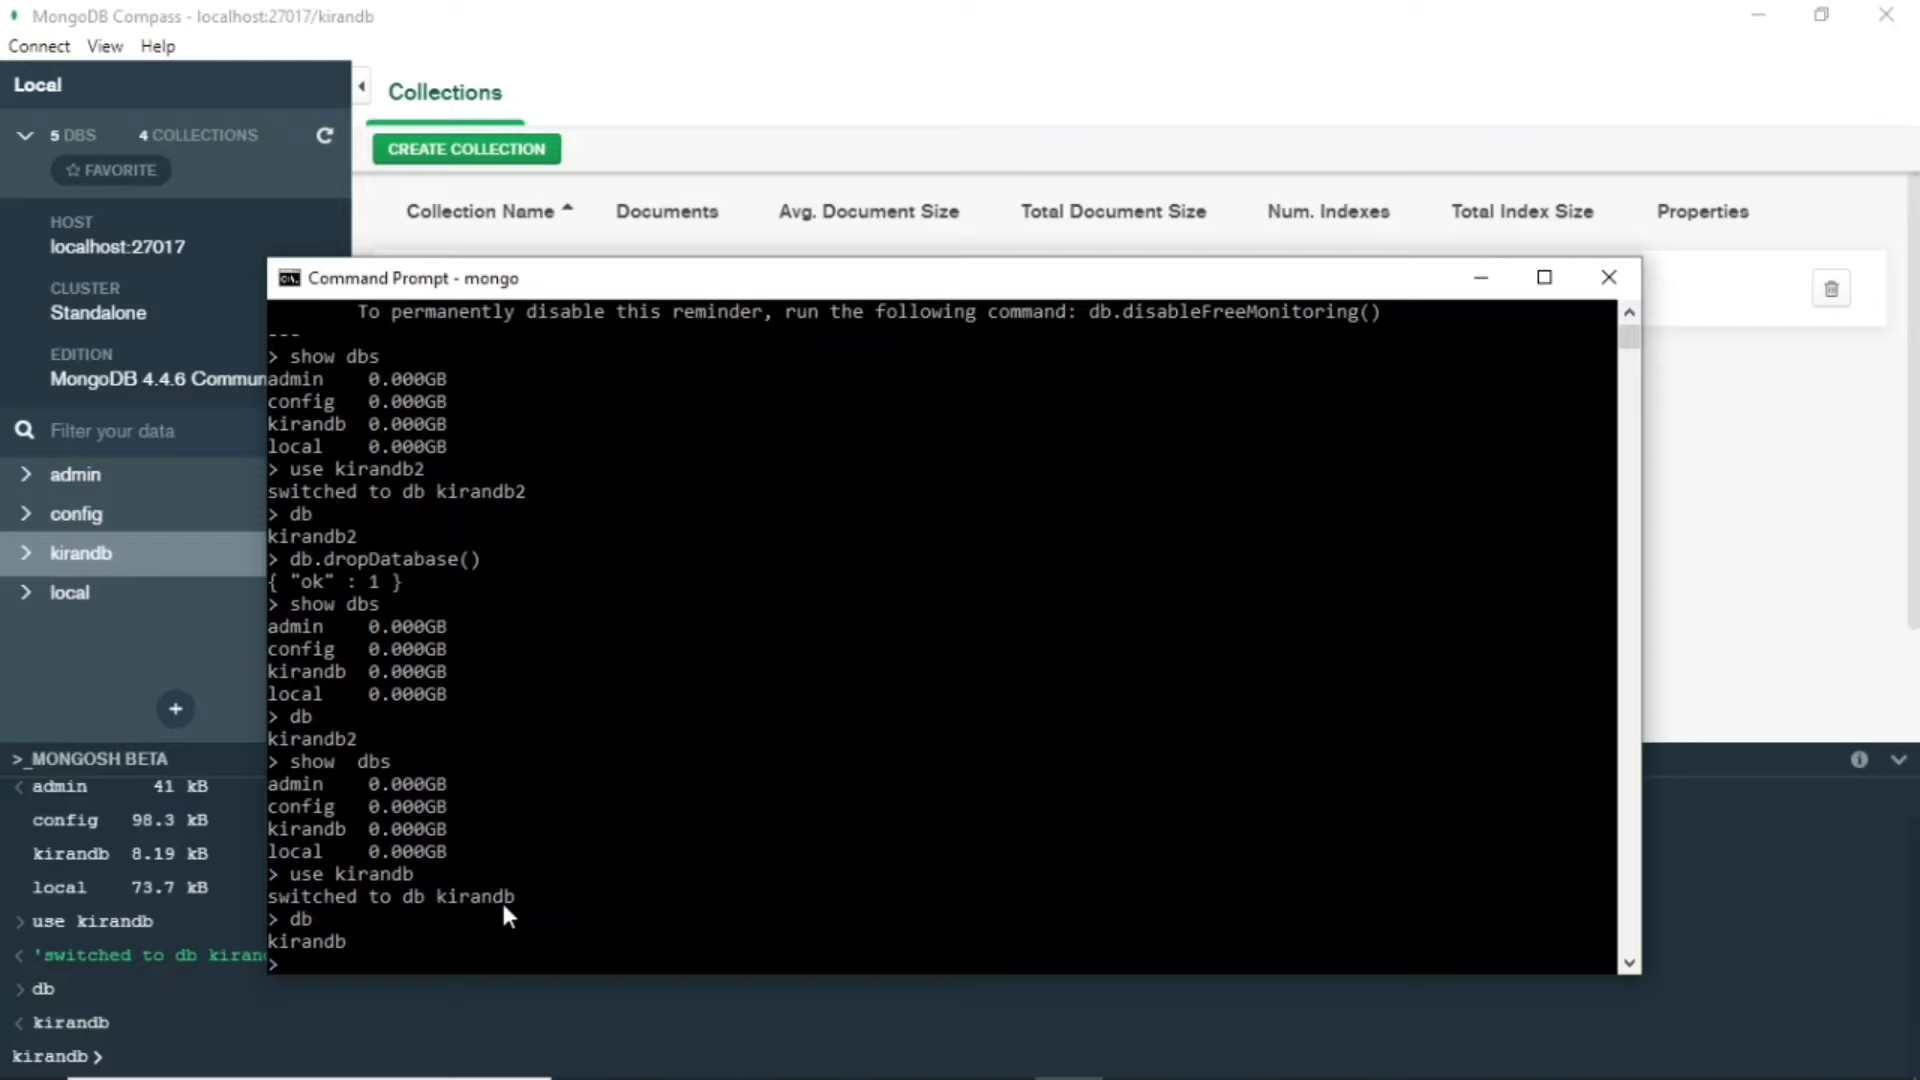 MongoDB Compass - localhost:27017/kirandb
Connect View Help
Local
5 DBS 4 COLLECTIONS
FAVORITE
HOST
localhost:27017
CLUSTER
Standalone
EDITION
MongoDB 4.4.6 Commun
Filter your data
admin
config
kirandb
local
Collections
CREATE COLLECTION
Collection Name Documents Avg. Document Size Total Document Size Num. Indexes Total Index Size Properties
Command Prompt - mongo
To permanently disable this reminder, run the following command: db.disableFreeMonitoring()
---
> show dbs
admin 0.000GB
config 0.000GB
kirandb 0.000GB
local 0.000GB
> use kirandb2
switched to db kirandb2
> db
kirandb2
> db.dropDatabase()
{ "ok" : 1 }
> show dbs
admin 0.000GB
config 0.000GB
kirandb 0.000GB
local 0.000GB
> db
kirandb2
> show  dbs
admin 0.000GB
config 0.000GB
kirandb 0.000GB
local 0.000GB
> use kirandb
switched to db kirandb
> db
kirandb
>
>_MONGOSH BETA
< admin 41 kB
config 98.3 kB
kirandb 8.19 kB
local 73.7 kB
> use kirandb
< 'switched to db kiran
> db
< kirandb
kirandb >